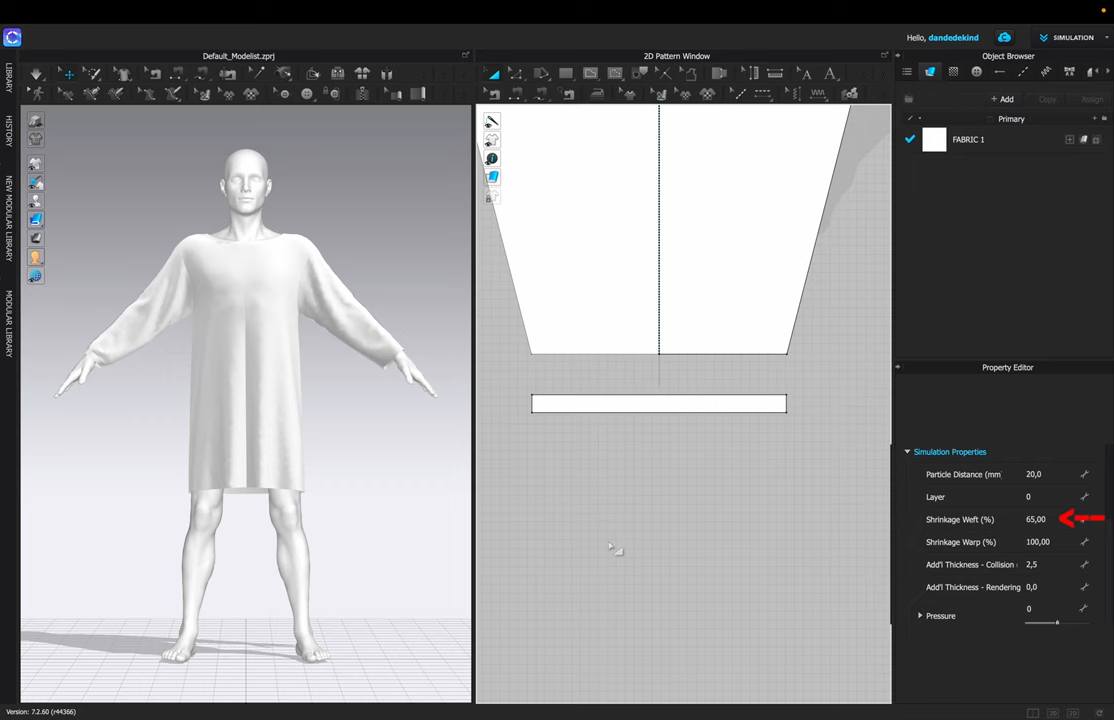 Hello, dandedekind
SIMULATION
Default_Modelist.zprj
2D Pattern Window
Object Browser
LIBRARY
HISTORY
NEW MODULAR LIBRARY
MODULAR LIBRARY
+ Add
Copy
Assign
Primary
FABRIC 1
Property Editor
Simulation Properties
Particle Distance (mm)
20,0
Layer
0
Shrinkage Weft (%)
65,00
Shrinkage Warp (%)
100,00
Add'l Thickness - Collision (
2,5
Add'l Thickness - Rendering
0,0
Pressure
0
Version: 7.2.60 (r44366)
3D
2D